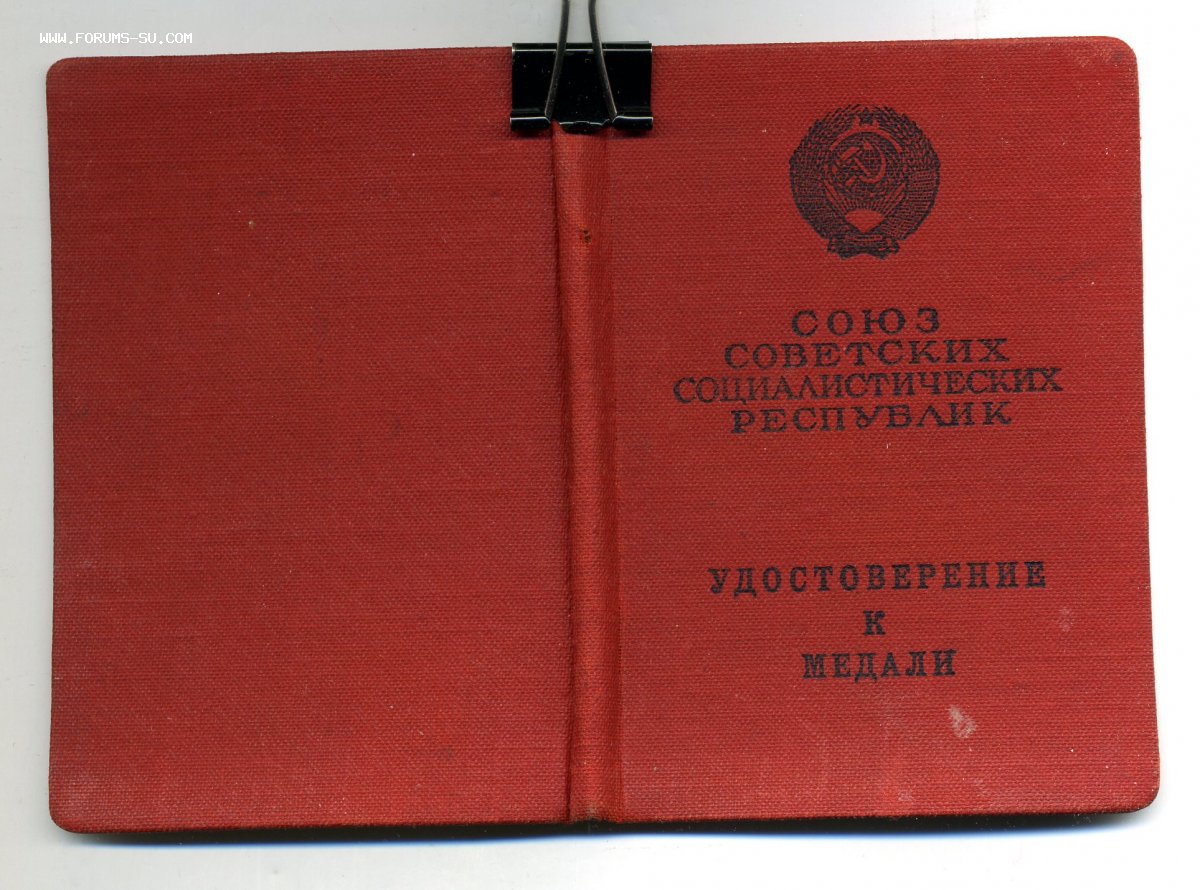 WWW.FORUMS-SU.COM
СОЮЗ
СОВЕТСКИХ
СОЦИАЛИСТИЧЕСКИХ
РЕСПУБЛИК
УДОСТОВЕРЕНИЕ
К
МЕДАЛИ